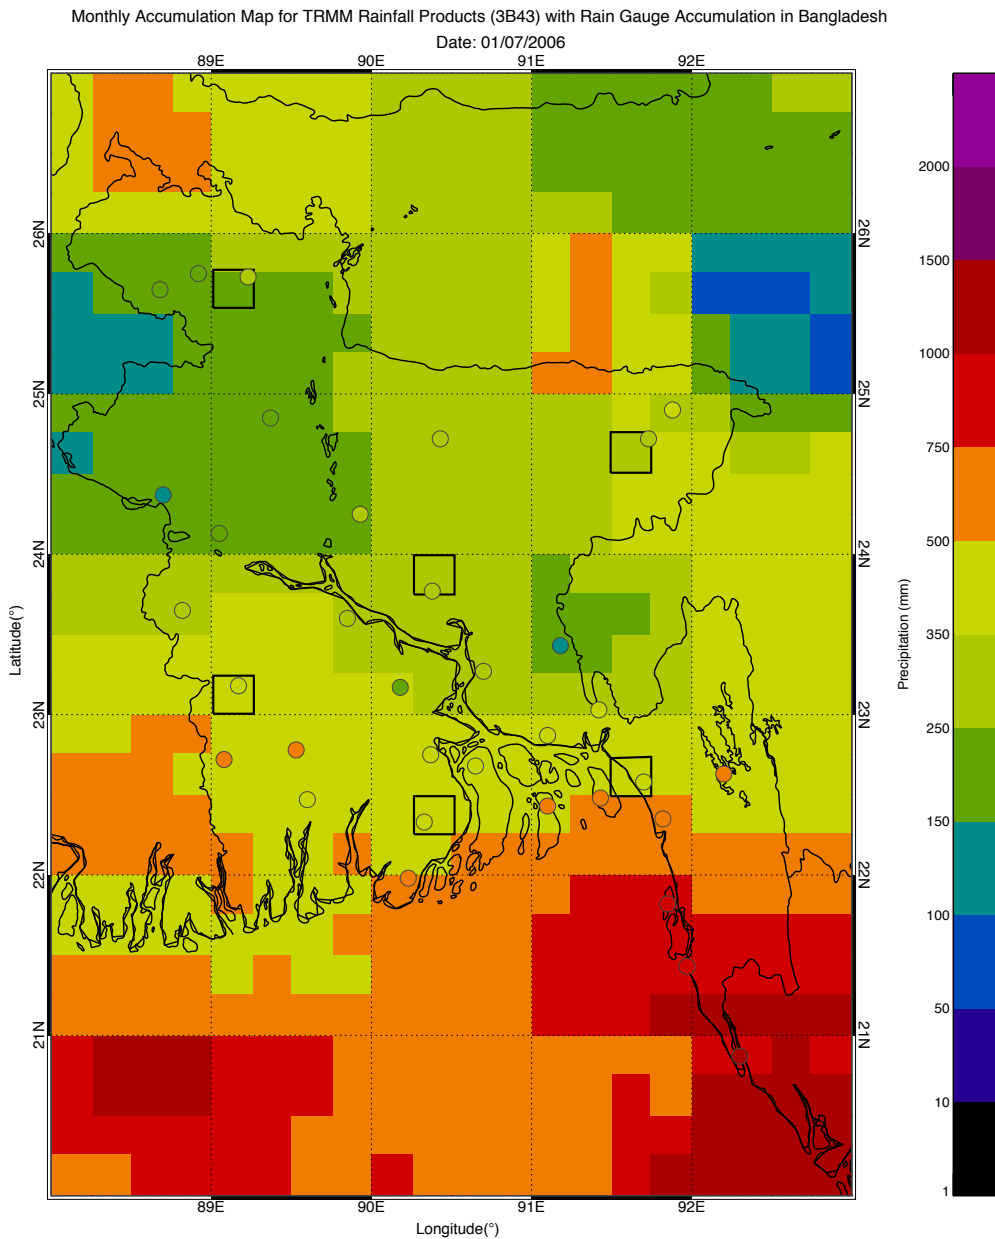 Monthly Accumulation Map for TRMM Rainfall Products (3B43) with Rain Gauge Accumulation in Bangladesh
Date: 01/07/2006
89E 90E 91E 92E
26N 26N
25N 25N
24N 24N
23N 23N
22N 22N
21N 21N
89E 90E 91E 92E
Longitude(°)
Latitude(°)
2000
1500
1000
750
500
350
250
150
100
50
10
1
Precipitation (mm)